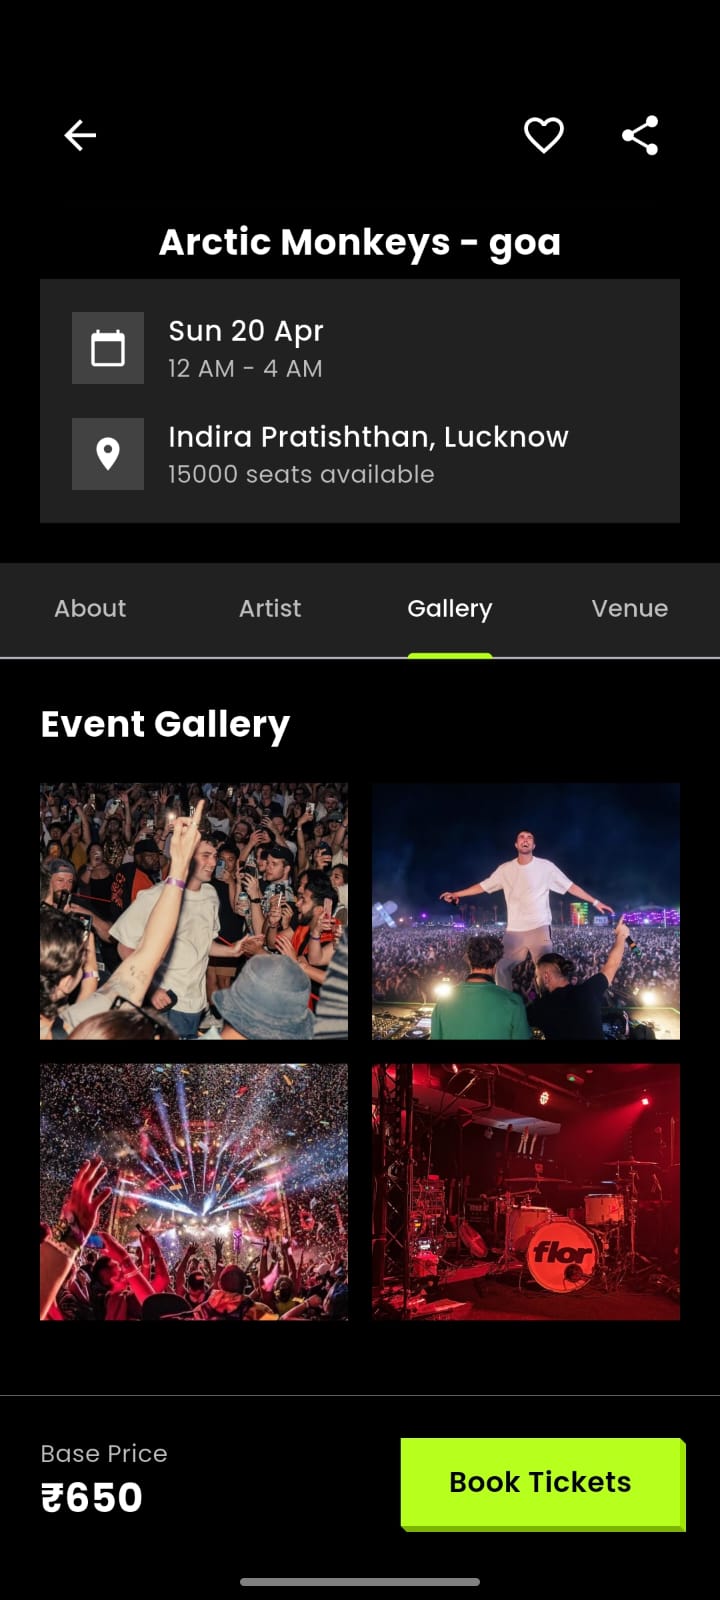 Arctic Monkeys - goa
Sun 20 Apr
12 AM - 4 AM
Indira Pratishthan, Lucknow
15000 seats available
About Artist Gallery Venue
Event Gallery
flor
Base Price
₹650
Book Tickets